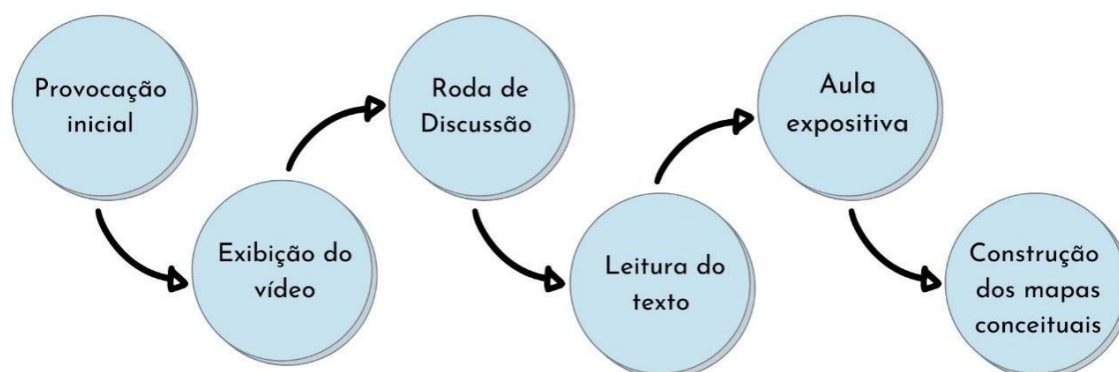 Provocação
inicial
Exibição do
vídeo
Roda de
Discussão
Leitura do
texto
Aula
expositiva
Construção
dos mapas
conceituais